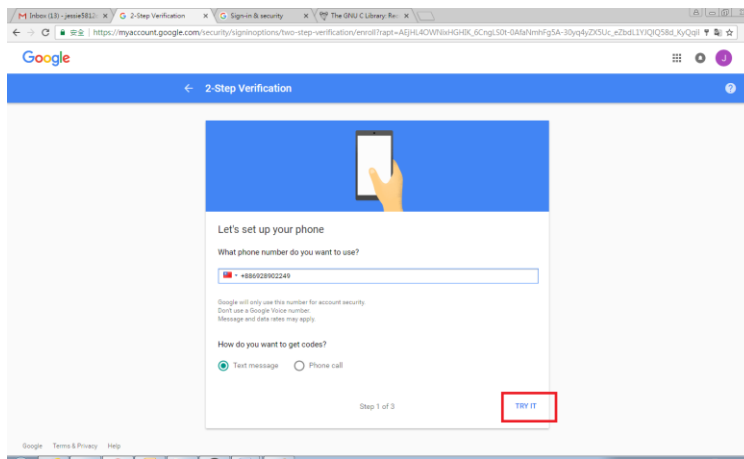 Inbox (13) - jessie5812
2-Step Verification
Sign-in & security
The GNU C Library: Re
安全 | https://myaccount.google.com/security/signinoptions/two-step-verification/enroll?rapt=
Google
J
2-Step Verification
?
Let's set up your phone
What phone number do you want to use?
+886928902249
Google will only use this number for account security.
Don't use a Google Voice number.
Message and data rates may apply.
How do you want to get codes?
Text message
Phone call
Step 1 of 3
TRY IT
Google Terms & Privacy Help